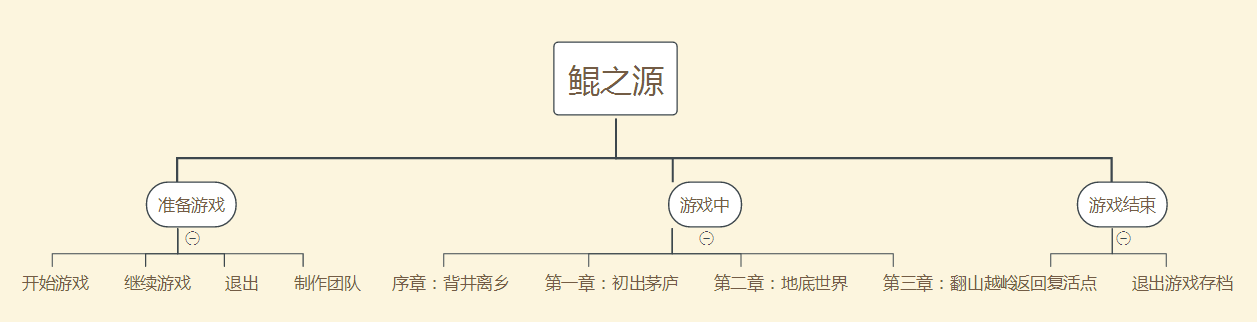 鲲之源
准备游戏
游戏中
游戏结束
开始游戏
继续游戏
退出
制作团队
序章：背井离乡
第一章：初出茅庐
第二章：地底世界
第三章：翻山越岭
返回复活点
退出游戏存档